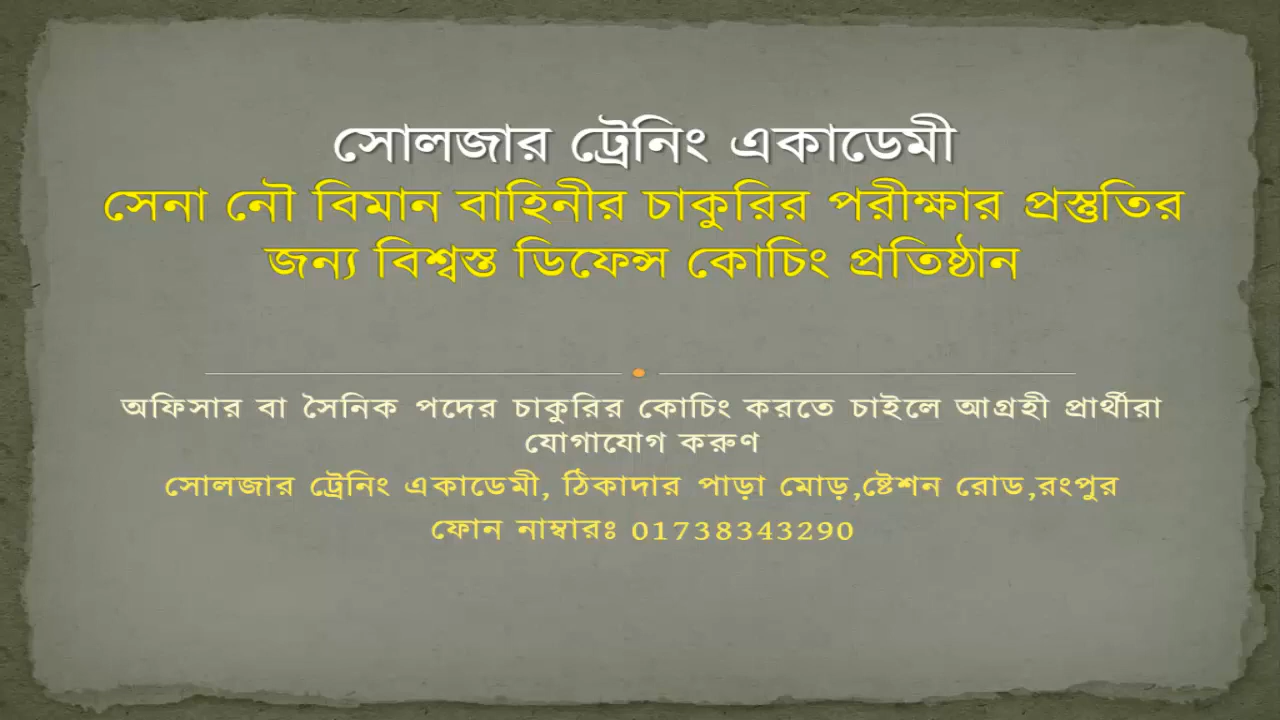 সোলজার ট্রেনিং একাডেমী
সেনা নৌ বিমান বাহিনীর চাকুরির পরীক্ষার প্রস্তুতির
জন্য বিশ্বস্ত ডিফেন্স কোচিং প্রতিষ্ঠান
অফিসার বা সৈনিক পদের চাকুরির কোচিং করতে চাইলে আগ্রহী প্রার্থীরা
যোগাযোগ করুণ
সোলজার ট্রেনিং একাডেমী, ঠিকাদার পাড়া মোড়,ষ্টেশন রোড,রংপুর
ফোন নাম্বারঃ 01738343290